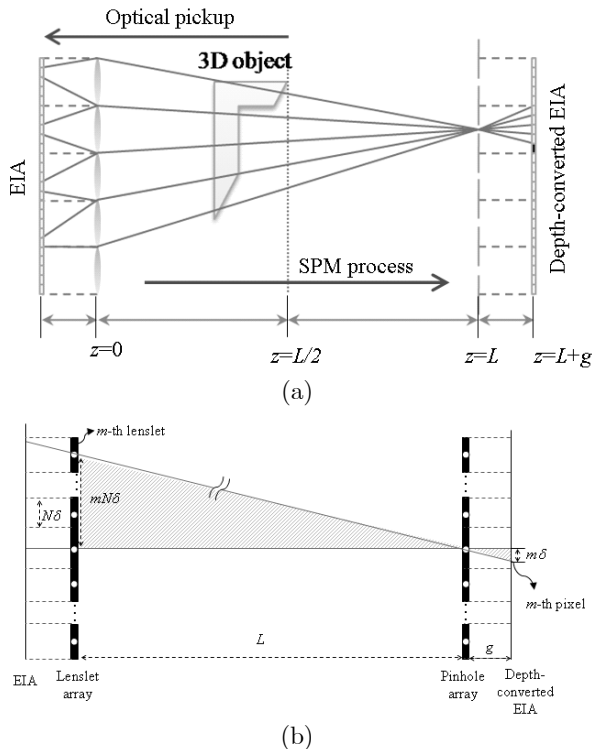 Optical pickup
3D object
EIA
Depth-converted EIA
SPM process
z=0
z=L/2
z=L
z=L+g
(a)
m-th lenslet
mNδ
Nδ
mδ
m-th pixel
L
g
EIA
Lenslet
array
Pinhole
array
Depth-
converted
EIA
(b)